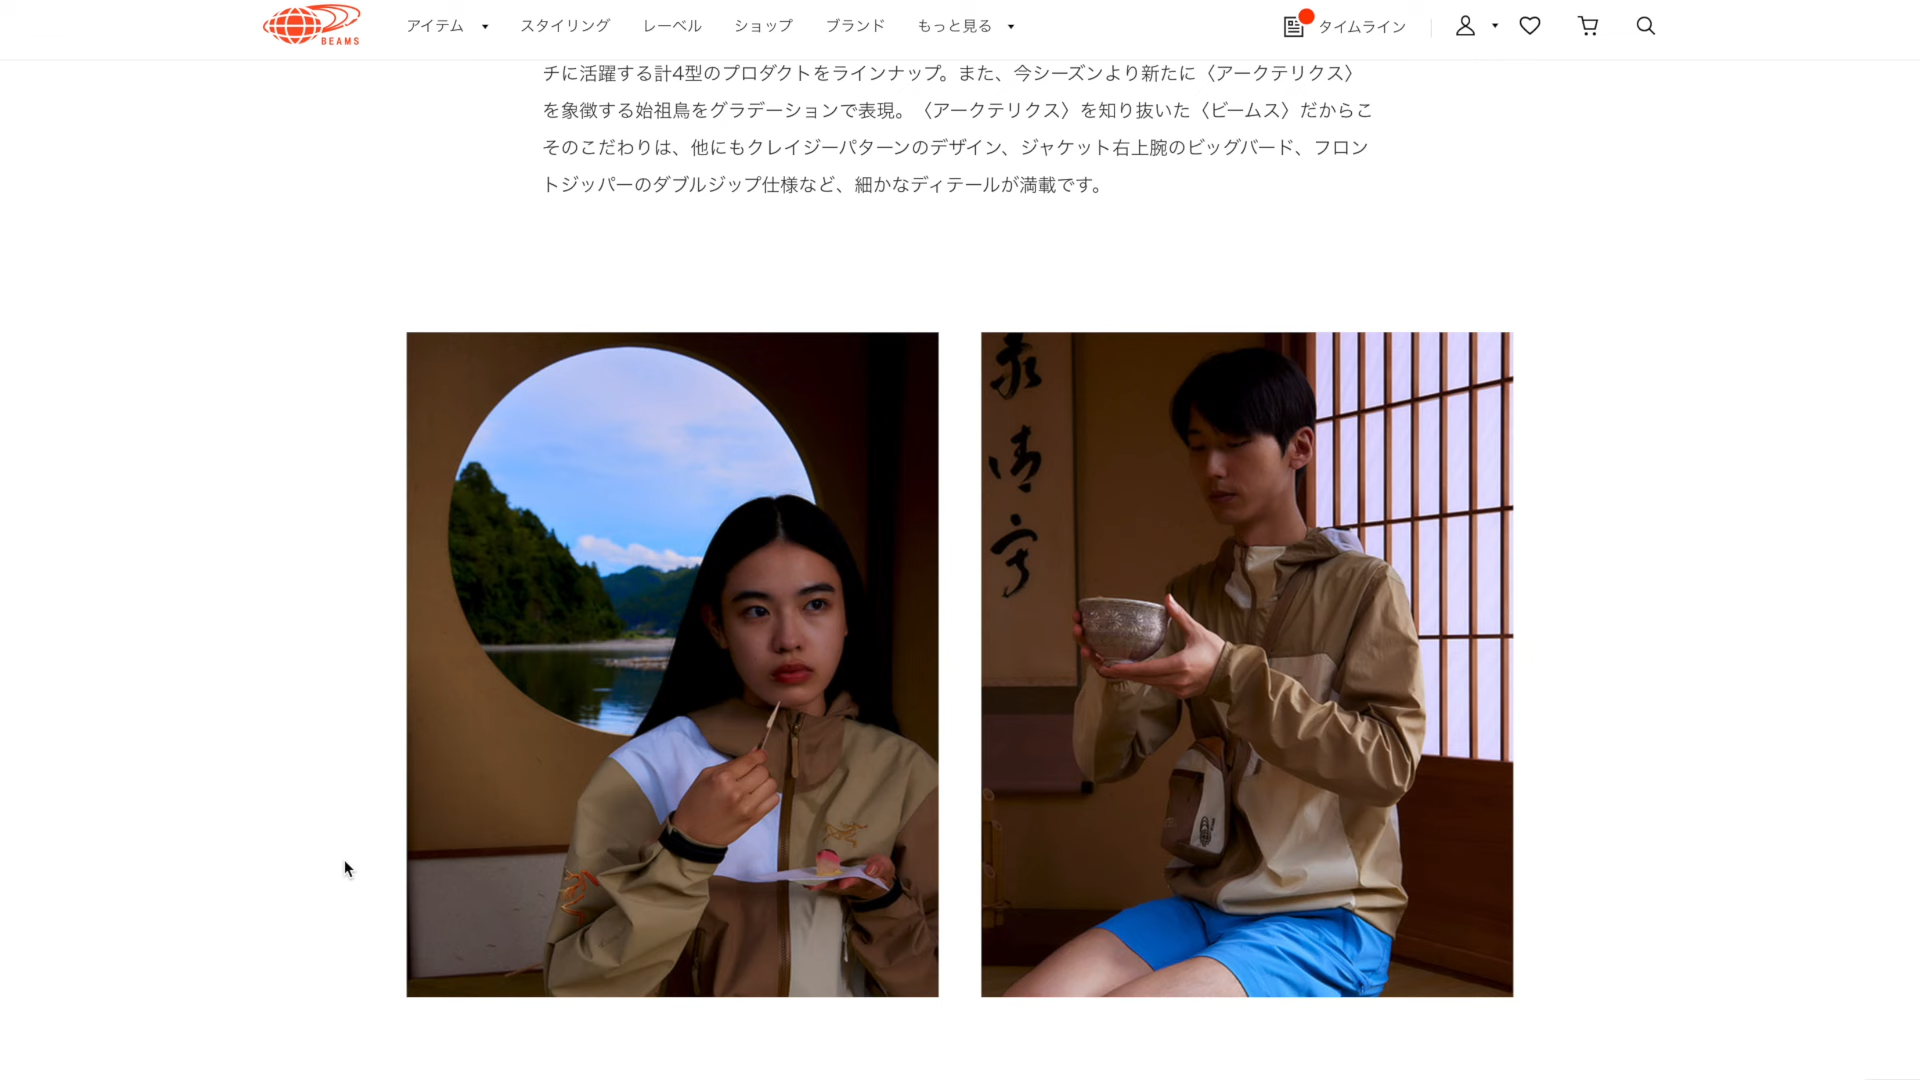 BEAMS
アイテム
スタイリング
レーベル
ショップ
ブランド
もっと見る
タイムライン
チに活躍する計4型のプロダクトをラインナップ。また、今シーズンより新たに〈アークテリクス〉
を象徴する始祖鳥をグラデーションで表現。〈アークテリクス〉を知り抜いた〈ビームス〉だからこ
そのこだわりは、他にもクレイジーパターンのデザイン、ジャケット右上腕のビッグバード、フロン
トジッパーのダブルジップ仕様など、細かなディテールが満載です。